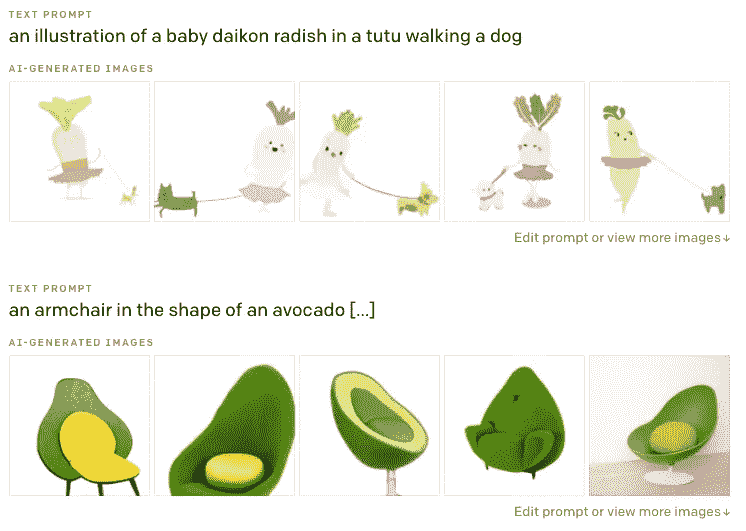 TEXT PROMPT
an illustration of a baby daikon radish in a tutu walking a dog
AI-GENERATED IMAGES
Edit prompt or view more images↓
TEXT PROMPT
an armchair in the shape of an avocado [...]
AI-GENERATED IMAGES
Edit prompt or view more images↓